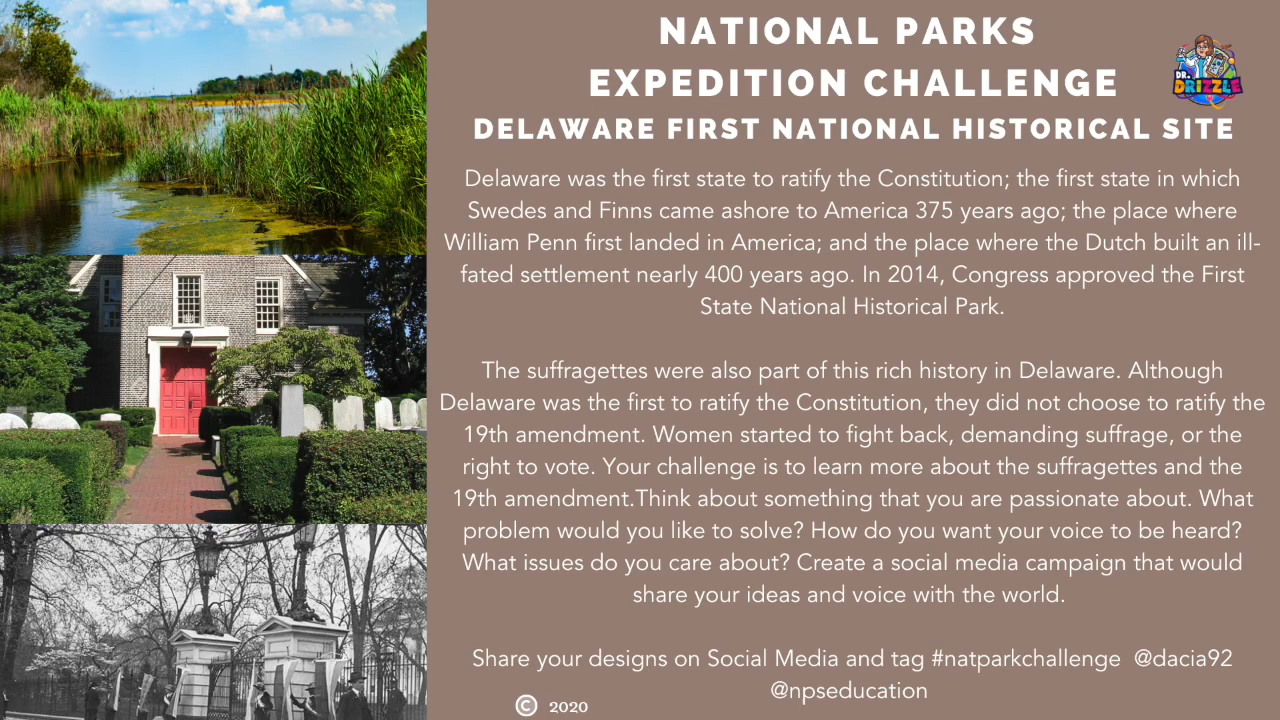 NATIONAL PARKS
EXPEDITION CHALLENGE
DR.
DRIZZLE
DELAWARE FIRST NATIONAL HISTORICAL SITE
Delaware was the first state to ratify the Constitution; the first state in which
Swedes and Finns came ashore to America 375 years ago; the place where
William Penn first landed in America; and the place where the Dutch built an ill-
fated settlement nearly 400 years ago. In 2014, Congress approved the First
State National Historical Park.
The suffragettes were also part of this rich history in Delaware. Although
Delaware was the first to ratify the Constitution, they did not choose to ratify the
19th amendment. Women started to fight back, demanding suffrage, or the
right to vote. Your challenge is to learn more about the suffragettes and the
19th amendment.Think about something that you are passionate about. What
problem would you like to solve? How do you want your voice to be heard?
What issues do you care about? Create a social media campaign that would
share your ideas and voice with the world.
Share your designs on Social Media and tag #natparkchallenge @dacia92
@npseducation
© 2020